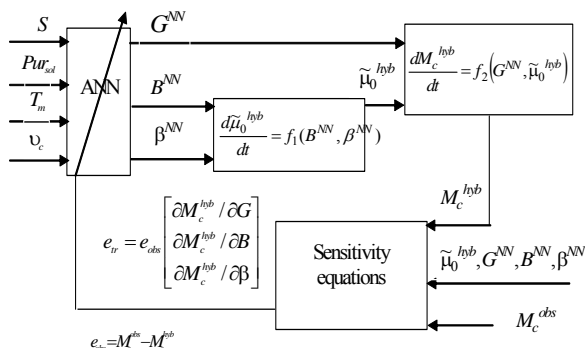 S
Pur_sol
T_m
υ_c
ANN
G^NN
B^NN
β^NN
dμ̃_0^hyb / dt = f_1(B^NN, β^NN)
μ̃_0^hyb
dM_c^hyb / dt = f_2(G^NN, μ̃_0^hyb)
M_c^hyb
e_tr = e_obs [∂M_c^hyb / ∂G
∂M_c^hyb / ∂B
∂M_c^hyb / ∂β]
Sensitivity
equations
μ̃_0^hyb, G^NN, B^NN, β^NN
M_c^obs
= M^obs − M^hyb